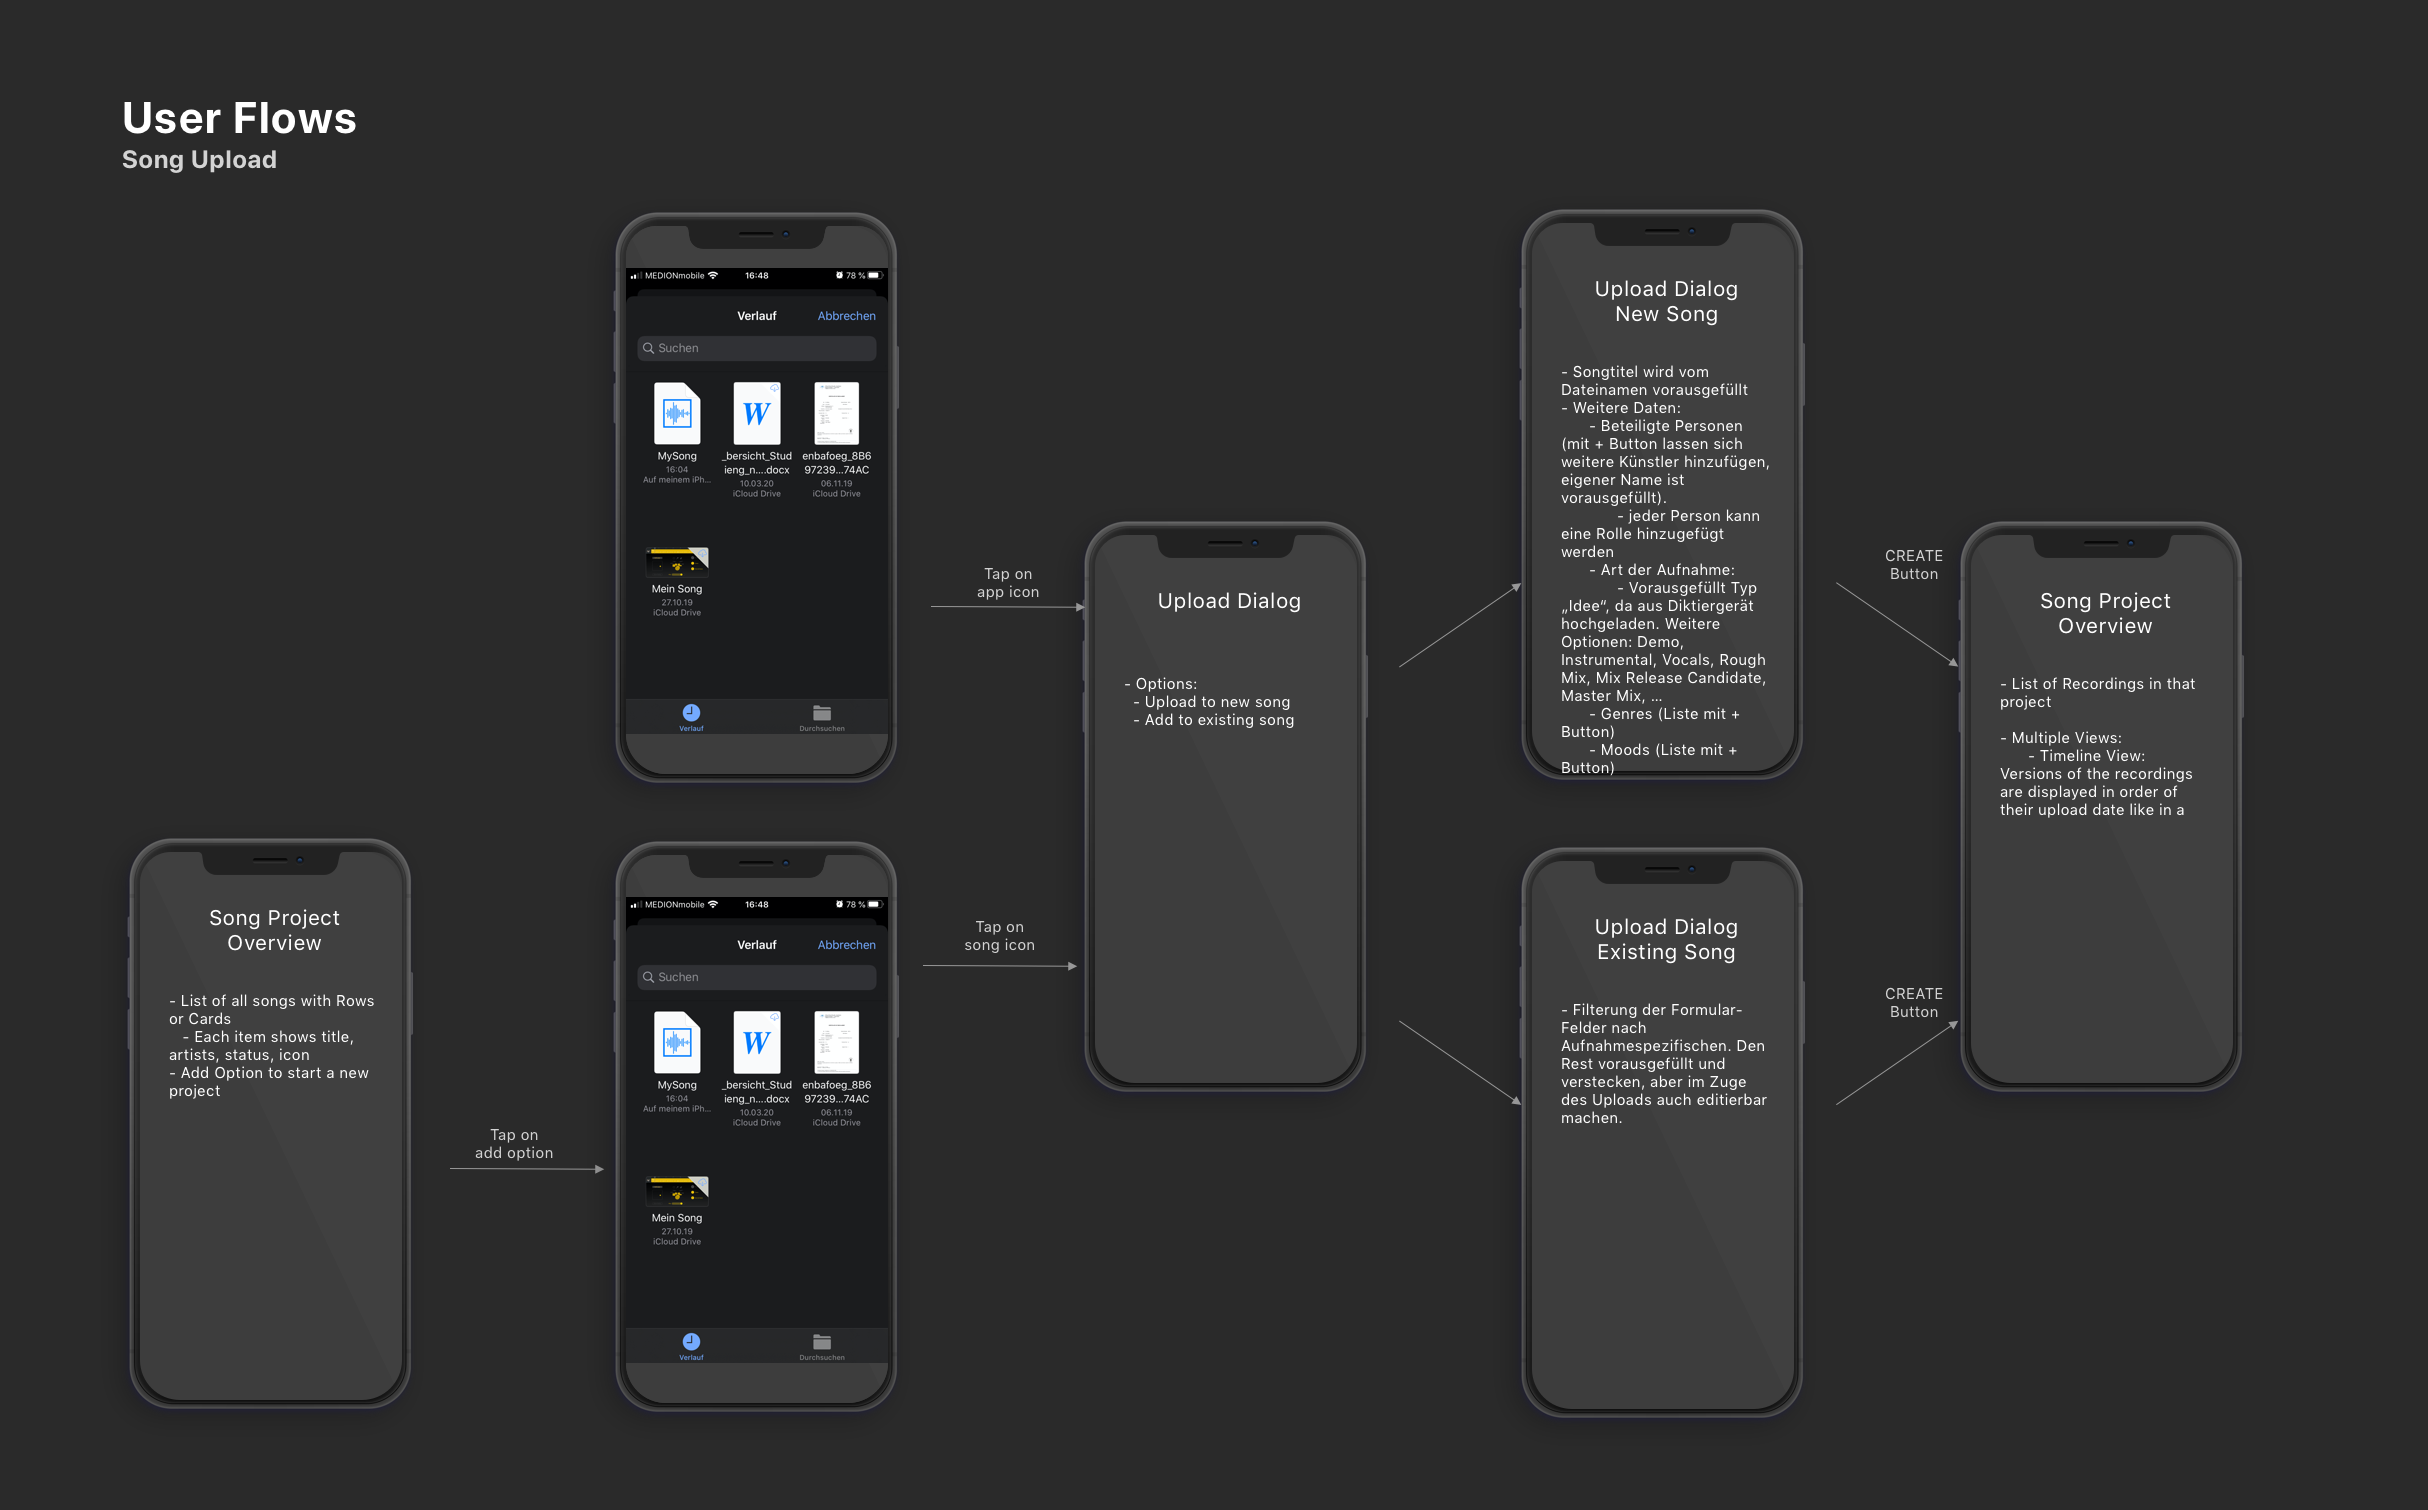 User Flows
Song Upload
MEDIONmobile 16:48 78 %
Verlauf Abbrechen
Suchen
MySong _bersicht_Stud enbafoeg_8B6
16:04 ieng_n....docx 97239...74AC
Auf meinem iPh... 10.03.20 06.11.19
iCloud Drive iCloud Drive
Mein Song
27.10.19
iCloud Drive
Verlauf Durchsuchen
Tap on
app icon
Song Project
Overview
- List of all songs with Rows
or Cards
- Each item shows title,
artists, status, icon
- Add Option to start a new
project
Tap on
add option
MEDIONmobile 16:48 78 %
Verlauf Abbrechen
Suchen
MySong _bersicht_Stud enbafoeg_8B6
16:04 ieng_n....docx 97239...74AC
Auf meinem iPh... 10.03.20 06.11.19
iCloud Drive iCloud Drive
Mein Song
27.10.19
iCloud Drive
Verlauf Durchsuchen
Tap on
song icon
Upload Dialog
- Options:
- Upload to new song
- Add to existing song
Upload Dialog
New Song
- Songtitel wird vom
Dateinamen vorausgefüllt
- Weitere Daten:
- Beteiligte Personen
(mit + Button lassen sich
weitere Künstler hinzufügen,
eigener Name ist
vorausgefüllt).
- jeder Person kann
eine Rolle hinzugefügt
werden
- Art der Aufnahme:
- Vorausgefüllt Typ
„Idee“, da aus Diktiergerät
hochgeladen. Weitere
Optionen: Demo,
Instrumental, Vocals, Rough
Mix, Mix Release Candidate,
Master Mix, ...
- Genres (Liste mit +
Button)
- Moods (Liste mit +
Button)
CREATE
Button
Upload Dialog
Existing Song
- Filterung der Formular-
Felder nach
Aufnahmespezifischen. Den
Rest vorausgefüllt und
verstecken, aber im Zuge
des Uploads auch editierbar
machen.
CREATE
Button
Song Project
Overview
- List of Recordings in that
project
- Multiple Views:
- Timeline View:
Versions of the recordings
are displayed in order of
their upload date like in a